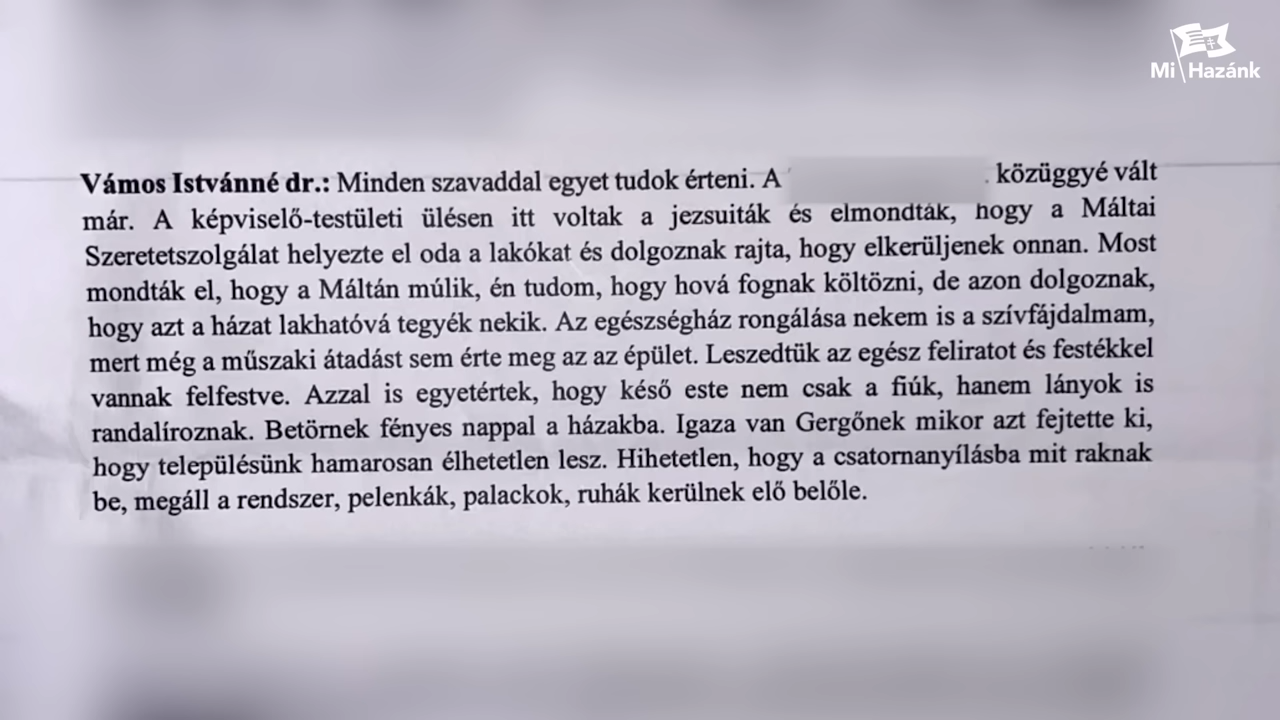 Mi Hazánk
Vámos Istvánné dr.: Minden szavaddal egyet tudok érteni. A közüggyé vált
már. A képviselő-testületi ülésen itt voltak a jezsuiták és elmondták, hogy a Máltai
Szeretetszolgálat helyezte el oda a lakókat és dolgoznak rajta, hogy elkerüljenek onnan. Most
mondták el, hogy a Máltán múlik, én tudom, hogy hová fognak költözni, de azon dolgoznak,
hogy azt a házat lakhatóvá tegyék nekik. Az egészségház rongálása nekem is a szívfájdalmam,
mert még a műszaki átadást sem érte meg az az épület. Leszedtük az egész feliratot és festékkel
vannak felfestve. Azzal is egyetértek, hogy késő este nem csak a fiúk, hanem lányok is
randalíroznak. Betörnek fényes nappal a házakba. Igaza van Gergőnek mikor azt fejtette ki,
hogy településünk hamarosan élhetetlen lesz. Hihetetlen, hogy a csatornanyílásba mit raknak
be, megáll a rendszer, pelenkák, palackok, ruhák kerülnek elő belőle.